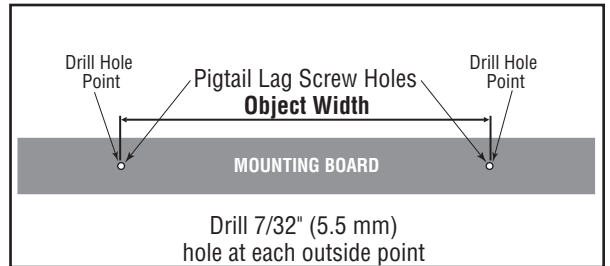 Drill Hole
Point
Drill Hole
Point
Pigtail Lag Screw Holes
Object Width
MOUNTING BOARD
Drill 7/32" (5.5 mm)
hole at each outside point